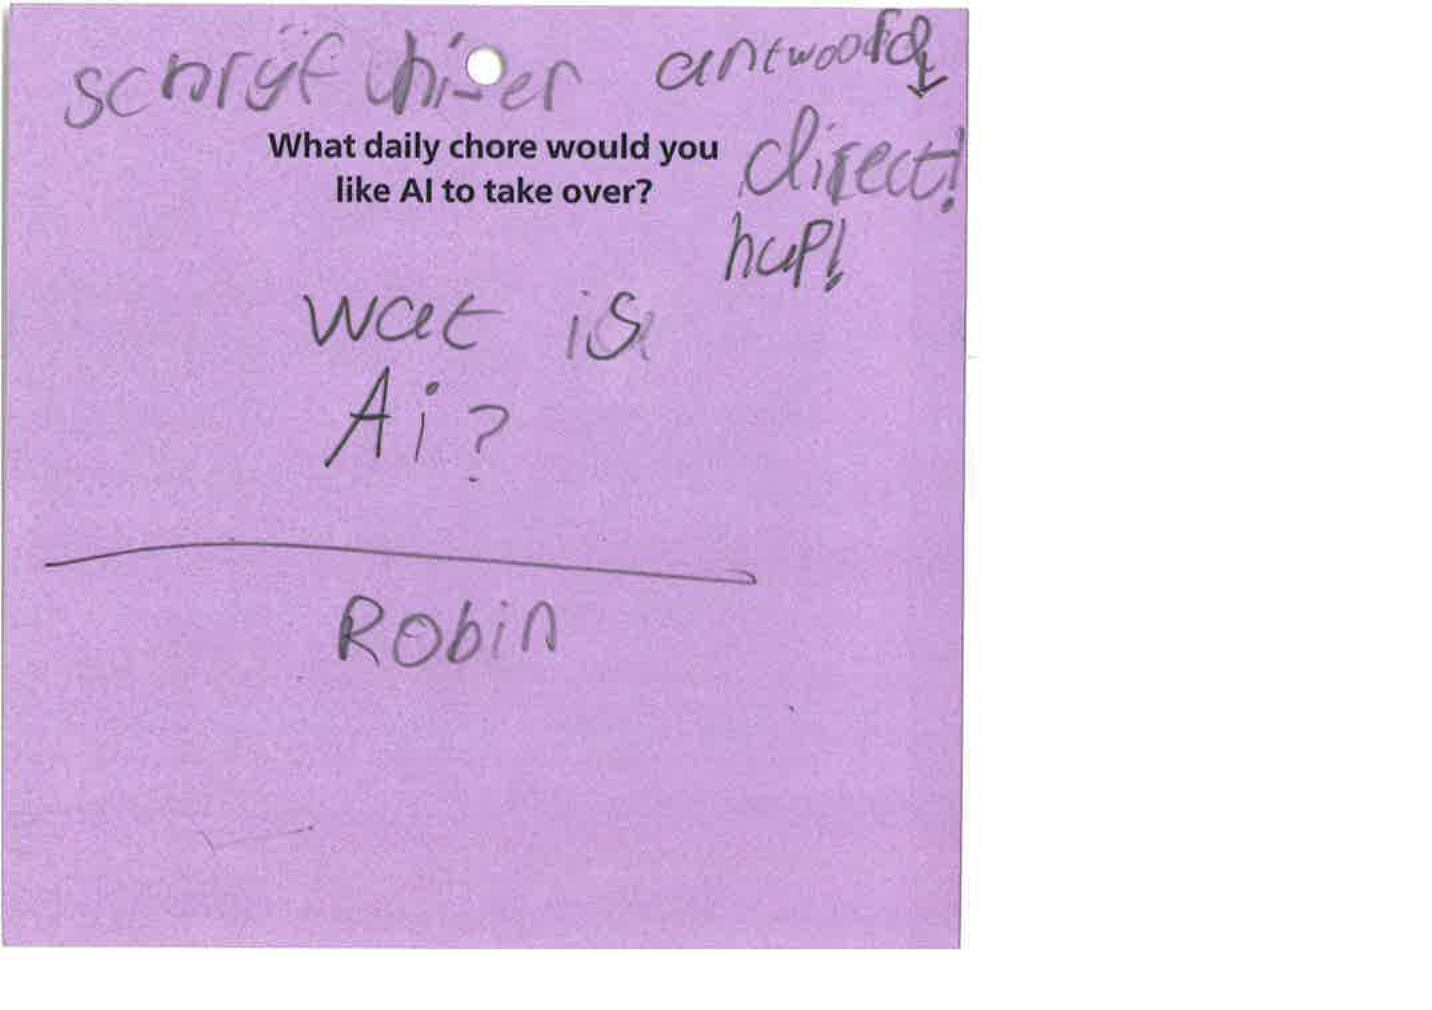 schrijf hier antwoord
What daily chore would you
like AI to take over?
direct!
hup!
wat is
Ai?
Robin